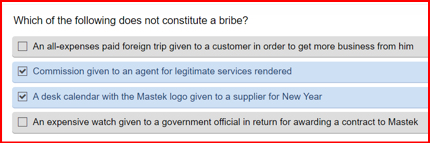 Which of the following does not constitute a bribe?
An all-expenses paid foreign trip given to a customer in order to get more business from him
Commission given to an agent for legitimate services rendered
A desk calendar with the Mastek logo given to a supplier for New Year
An expensive watch given to a government official in return for awarding a contract to Mastek